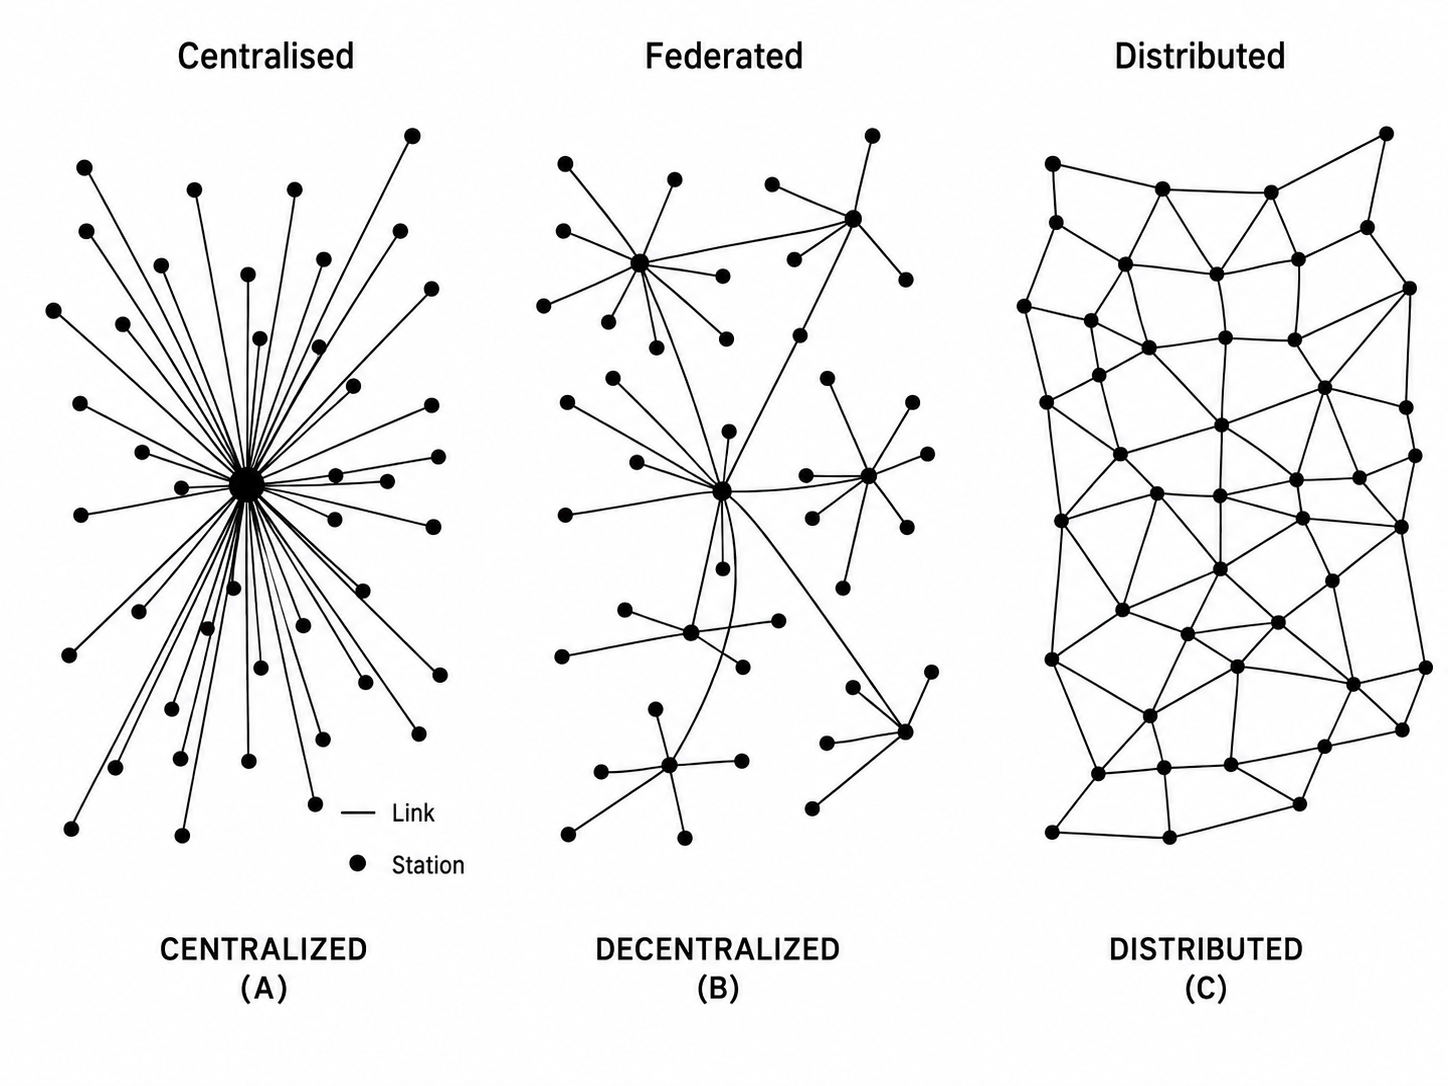 Centralised
Federated
Distributed
Link
Station
CENTRALIZED
(A)
DECENTRALIZED
(B)
DISTRIBUTED
(C)